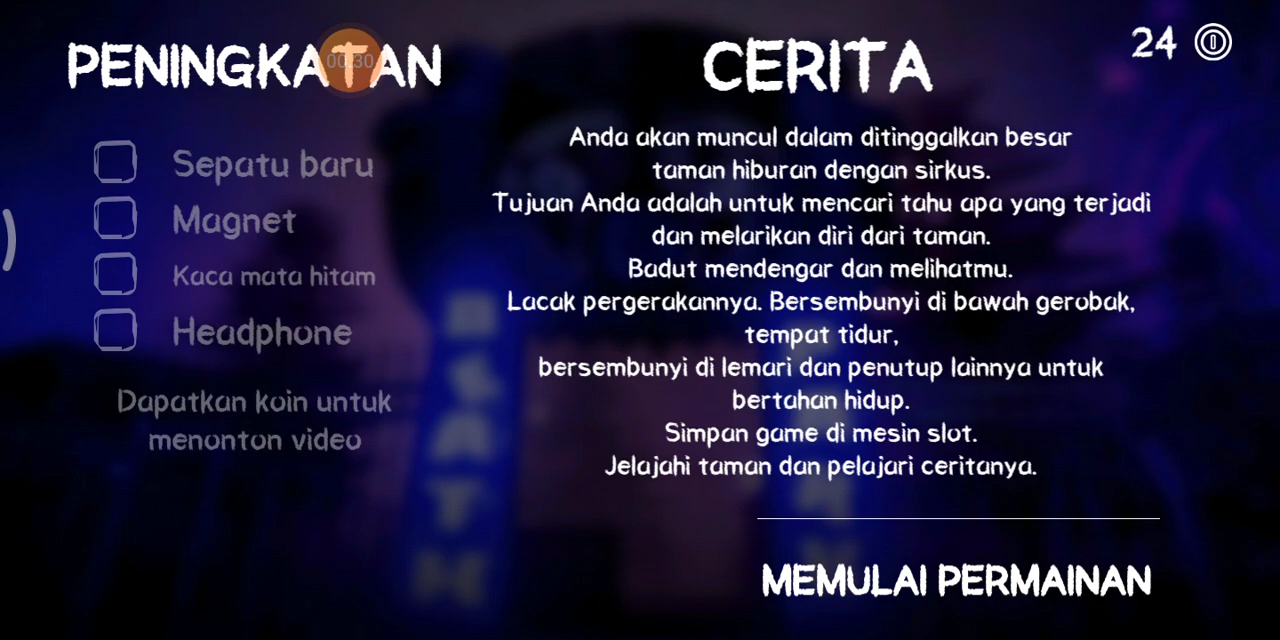 PENINGKATAN
00:30
Sepatu baru
Magnet
Kaca mata hitam
Headphone
Dapatkan koin untuk
menonton video
CERITA
24
Anda akan muncul dalam ditinggalkan besar
taman hiburan dengan sirkus.
Tujuan Anda adalah untuk mencari tahu apa yang terjadi
dan melarikan diri dari taman.
Badut mendengar dan melihatmu.
Lacak pergerakannya. Bersembunyi di bawah gerobak,
tempat tidur,
bersembunyi di lemari dan penutup lainnya untuk
bertahan hidup.
Simpan game di mesin slot.
Jelajahi taman dan pelajari ceritanya.
MEMULAI PERMAINAN